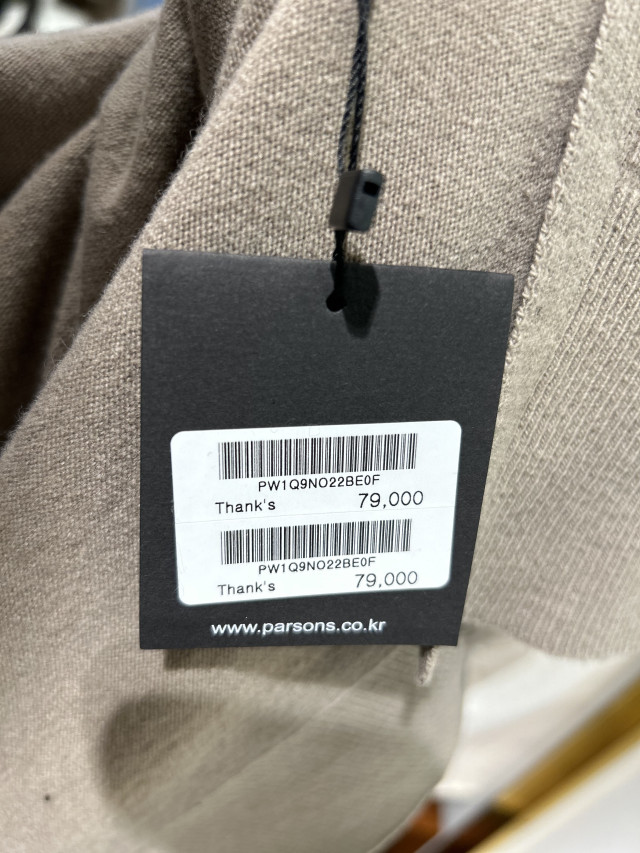 PW1Q9NO22BE0F
Thank's 79,000
PW1Q9NO22BE0F
Thank's 79,000
www.parsons.co.kr